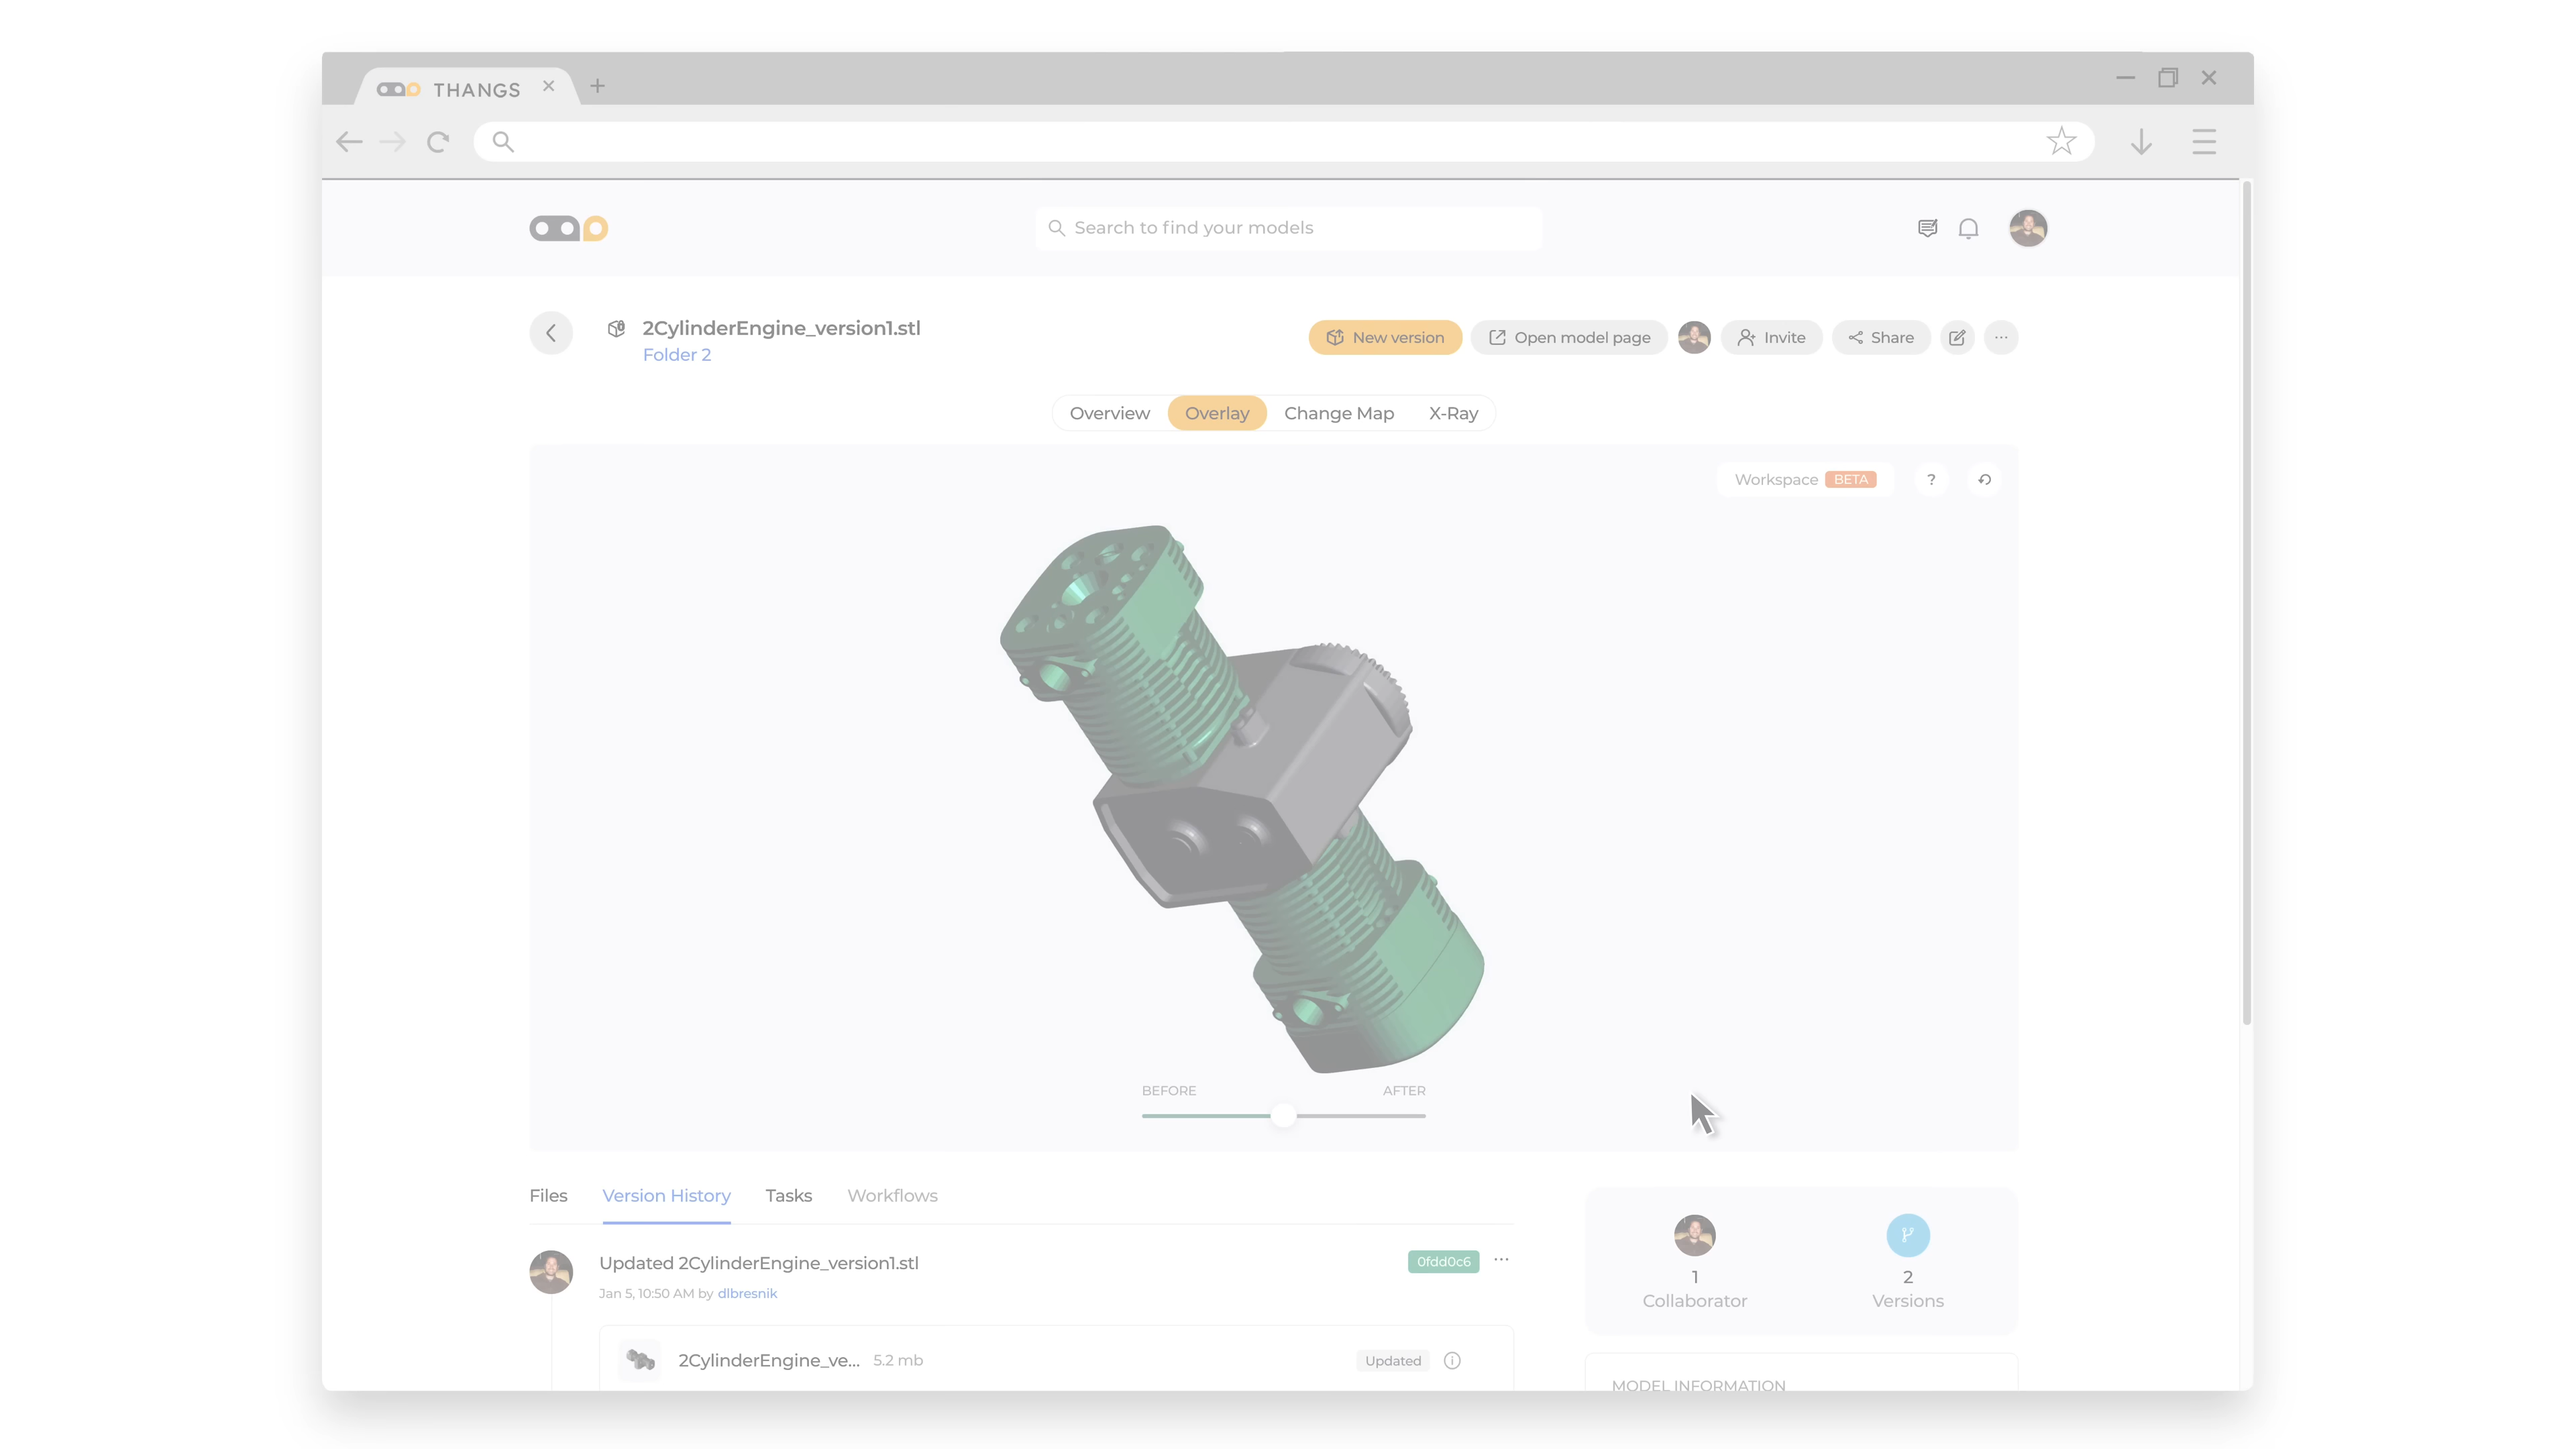 THANGS
Search to find your models
2CylinderEngine_version1.stl
Folder 2
New version
Open model page
Invite
Share
Overview
Overlay
Change Map
X-Ray
Workspace BETA
?
BEFORE
AFTER
Files
Version History
Tasks
Workflows
Updated 2CylinderEngine_version1.stl
0fdd0c6
Jan 5, 10:50 AM by dlbresnik
2CylinderEngine_ve... 5.2 mb
Updated
1
Collaborator
2
Versions
MODEL INFORMATION